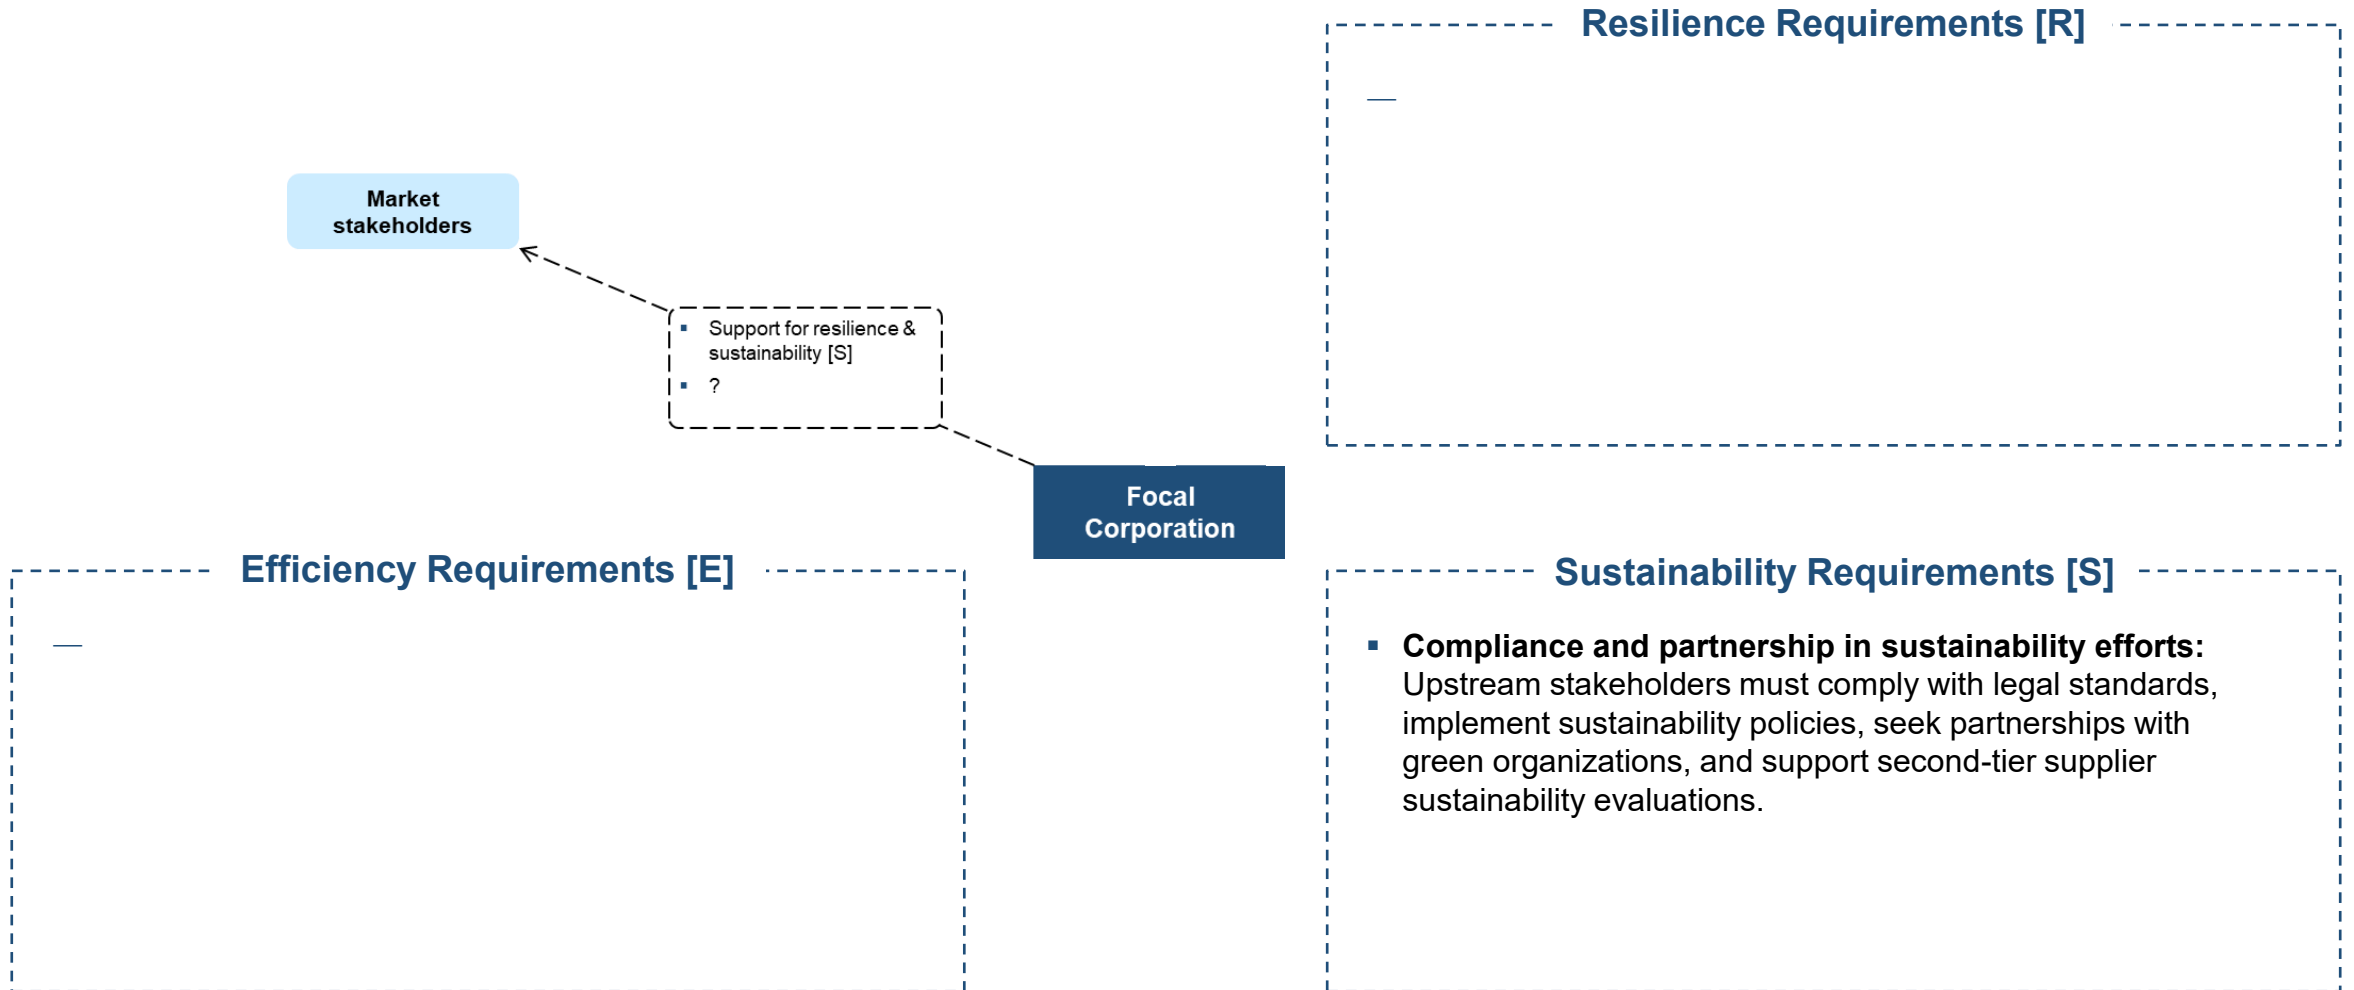 Resilience Requirements [R]
—
Market
stakeholders
▪ Support for resilience &
sustainability [S]
▪ ?
Focal
Corporation
Efficiency Requirements [E]
—
Sustainability Requirements [S]
▪ Compliance and partnership in sustainability efforts:
Upstream stakeholders must comply with legal standards,
implement sustainability policies, seek partnerships with
green organizations, and support second-tier supplier
sustainability evaluations.